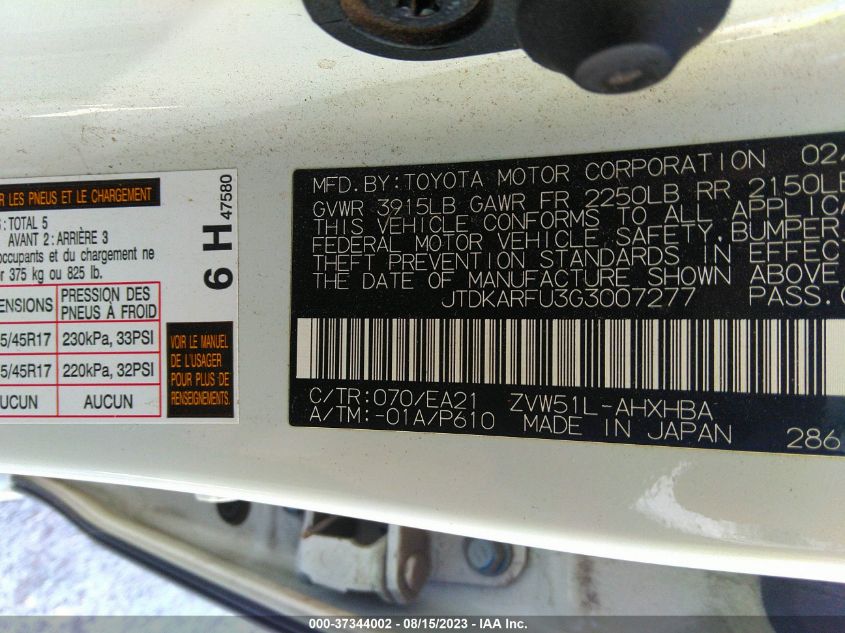 R LES PNEUS ET LE CHARGEMENT
: TOTAL 5
AVANT 2 : ARRIÈRE 3
occupants et du chargement ne
r 375 kg ou 825 lb.
ENSIONS PRESSION DES PNEUS À FROID
5/45R17 230kPa, 33PSI
5/45R17 220kPa, 32PSI
AUCUN AUCUN
6 H 47580
VOIR LE MANUEL
DE L'USAGER
POUR PLUS DE
RENSEIGNEMENTS
MFD.BY:TOYOTA MOTOR CORPORATION 02
GVWR 3915LB GAWR FR 2250LB RR 2150LB
THIS VEHICLE CONFORMS TO ALL APPLICA
FEDERAL MOTOR VEHICLE SAFETY,BUMPER,
THEFT PREVENTION STANDARDS IN EFFECT
THE DATE OF MANUFACTURE SHOWN ABOV
JTDKARFU3G3007277 PASS.C
C/TR:070/EA21 ZVW51L-AHXHBA
A/TM:-01A/P610 MADE IN JAPAN 286
000-37344002 - 08/15/2023 - IAA Inc.